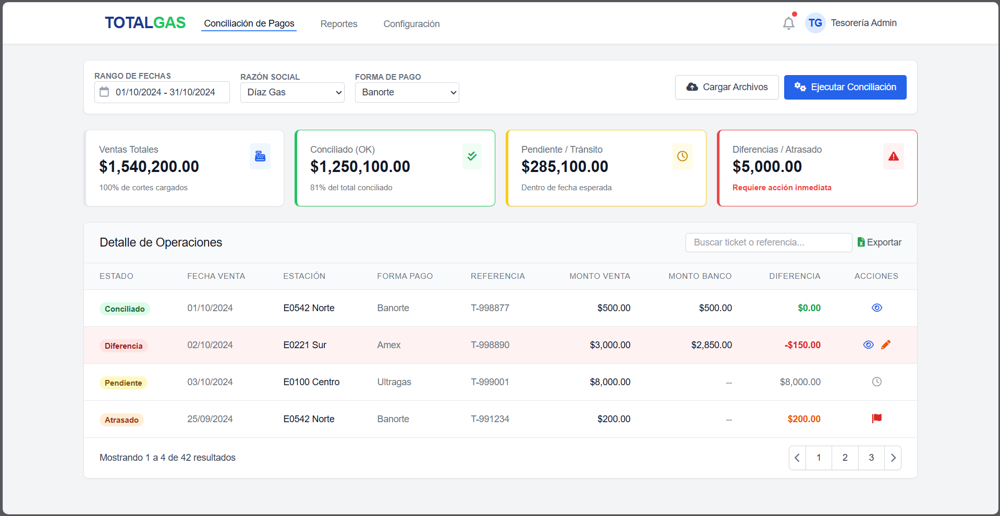 TOTALGAS Conciliación de Pagos Reportes Configuración TG Tesorería Admin
RANGO DE FECHAS RAZÓN SOCIAL FORMA DE PAGO
01/10/2024 - 31/10/2024 Díaz Gas Banorte Cargar Archivos Ejecutar Conciliación
Ventas Totales
$1,540,200.00
100% de cortes cargados
Conciliado (OK)
$1,250,100.00
81% del total conciliado
Pendiente / Tránsito
$285,100.00
Dentro de fecha esperada
Diferencias / Atrasado
$5,000.00
Requiere acción inmediata
Detalle de Operaciones Buscar ticket o referencia... Exportar
ESTADO FECHA VENTA ESTACIÓN FORMA PAGO REFERENCIA MONTO VENTA MONTO BANCO DIFERENCIA ACCIONES
Conciliado 01/10/2024 E0542 Norte Banorte T-998877 $500.00 $500.00 $0.00
Diferencia 02/10/2024 E0221 Sur Amex T-998890 $3,000.00 $2,850.00 -$150.00
Pendiente 03/10/2024 E0100 Centro Ultragas T-999001 $8,000.00 -- $8,000.00
Atrasado 25/09/2024 E0542 Norte Banorte T-991234 $200.00 -- $200.00
Mostrando 1 a 4 de 42 resultados 1 2 3